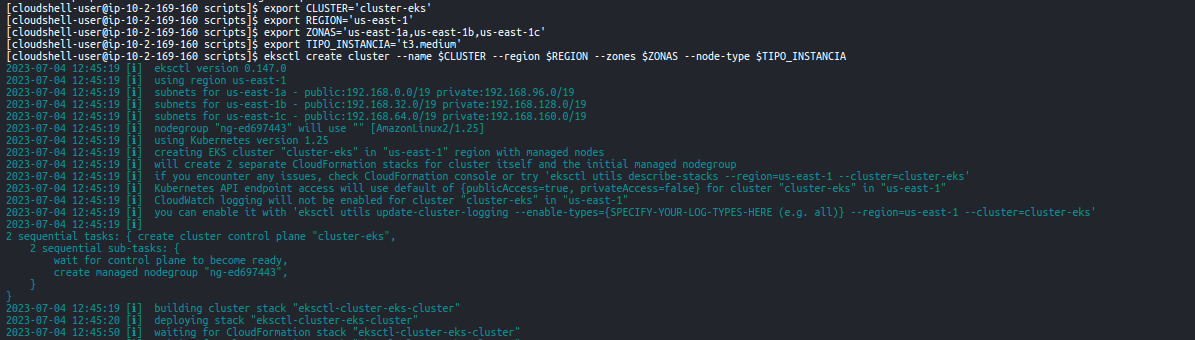 [cloudshell-user@ip-10-2-169-160 scripts]$ export CLUSTER='cluster-eks'
[cloudshell-user@ip-10-2-169-160 scripts]$ export REGION='us-east-1'
[cloudshell-user@ip-10-2-169-160 scripts]$ export ZONAS='us-east-1a,us-east-1b,us-east-1c'
[cloudshell-user@ip-10-2-169-160 scripts]$ export TIPO_INSTANCIA='t3.medium'
[cloudshell-user@ip-10-2-169-160 scripts]$ eksctl create cluster --name $CLUSTER --region $REGION --zones $ZONAS --node-type $TIPO_INSTANCIA
2023-07-04 12:45:19 [ℹ]  eksctl version 0.147.0
2023-07-04 12:45:19 [ℹ]  using region us-east-1
2023-07-04 12:45:19 [ℹ]  subnets for us-east-1a - public:192.168.0.0/19 private:192.168.96.0/19
2023-07-04 12:45:19 [ℹ]  subnets for us-east-1b - public:192.168.32.0/19 private:192.168.128.0/19
2023-07-04 12:45:19 [ℹ]  subnets for us-east-1c - public:192.168.64.0/19 private:192.168.160.0/19
2023-07-04 12:45:19 [ℹ]  nodegroup "ng-ed697443" will use "" [AmazonLinux2/1.25]
2023-07-04 12:45:19 [ℹ]  using Kubernetes version 1.25
2023-07-04 12:45:19 [ℹ]  creating EKS cluster "cluster-eks" in "us-east-1" region with managed nodes
2023-07-04 12:45:19 [ℹ]  will create 2 separate CloudFormation stacks for cluster itself and the initial managed nodegroup
2023-07-04 12:45:19 [ℹ]  if you encounter any issues, check CloudFormation console or try 'eksctl utils describe-stacks --region=us-east-1 --cluster=cluster-eks'
2023-07-04 12:45:19 [ℹ]  Kubernetes API endpoint access will use default of {publicAccess=true, privateAccess=false} for cluster "cluster-eks" in "us-east-1"
2023-07-04 12:45:19 [ℹ]  CloudWatch logging will not be enabled for cluster "cluster-eks" in "us-east-1"
2023-07-04 12:45:19 [ℹ]  you can enable it with 'eksctl utils update-cluster-logging --enable-types={SPECIFY-YOUR-LOG-TYPES-HERE (e.g. all)} --region=us-east-1 --cluster=cluster-eks'
2023-07-04 12:45:19 [ℹ]
2 sequential tasks: { create cluster control plane "cluster-eks",
    2 sequential sub-tasks: {
        wait for control plane to become ready,
        create managed nodegroup "ng-ed697443",
    }
}
2023-07-04 12:45:19 [ℹ]  building cluster stack "eksctl-cluster-eks-cluster"
2023-07-04 12:45:20 [ℹ]  deploying stack "eksctl-cluster-eks-cluster"
2023-07-04 12:45:50 [ℹ]  waiting for CloudFormation stack "eksctl-cluster-eks-cluster"